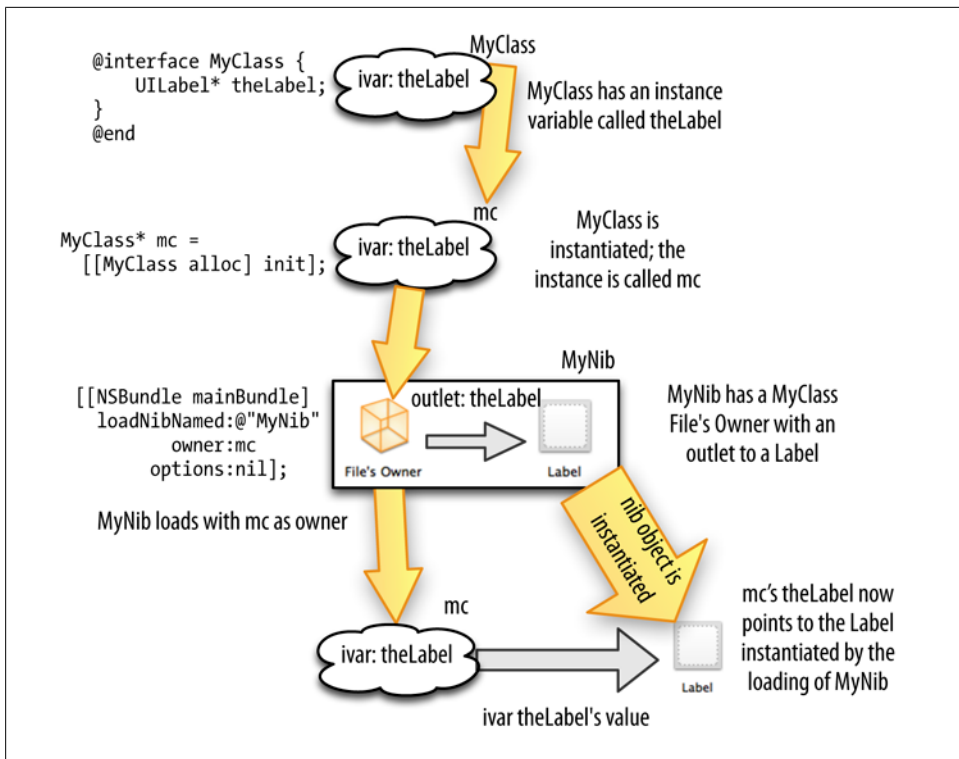 MyClass
@interface MyClass {
UILabel* theLabel;
}
@end
ivar: theLabel
MyClass has an instance
variable called theLabel
mc
MyClass* mc =
[[MyClass alloc] init];
ivar: theLabel
MyClass is
instantiated; the
instance is called mc
MyNib
[[NSBundle mainBundle]
loadNibNamed:@"MyNib"
owner:mc
options:nil];
outlet: theLabel
File's Owner
Label
MyNib has a MyClass
File's Owner with an
outlet to a Label
MyNib loads with mc as owner
nib object is
instantiated
mc
ivar: theLabel
ivar theLabel's value
Label
mc's theLabel now
points to the Label
instantiated by the
loading of MyNib